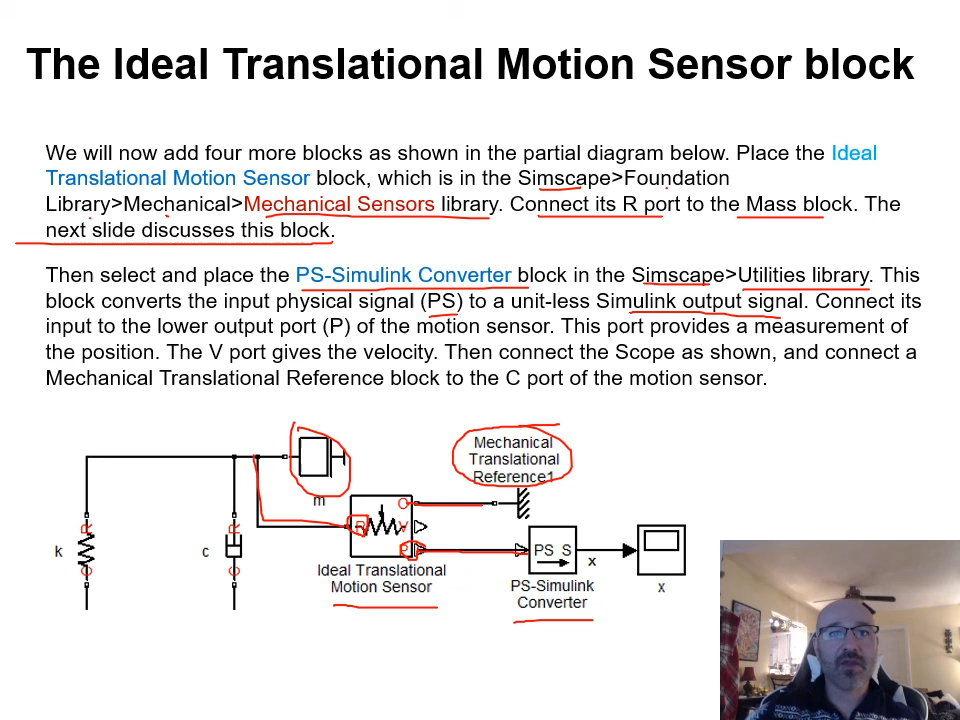 The Ideal Translational Motion Sensor block
We will now add four more blocks as shown in the partial diagram below. Place the Ideal
Translational Motion Sensor block, which is in the Simscape>Foundation
Library>Mechanical>Mechanical Sensors library. Connect its R port to the Mass block. The
next slide discusses this block.
Then select and place the PS-Simulink Converter block in the Simscape>Utilities library. This
block converts the input physical signal (PS) to a unit-less Simulink output signal. Connect its
input to the lower output port (P) of the motion sensor. This port provides a measurement of
the position. The V port gives the velocity. Then connect the Scope as shown, and connect a
Mechanical Translational Reference block to the C port of the motion sensor.
Mechanical
Translational
Reference1
m
C
R
R
R
V
k
c
P
PS S
x
C
C
Ideal Translational
Motion Sensor
PS-Simulink
Converter
x